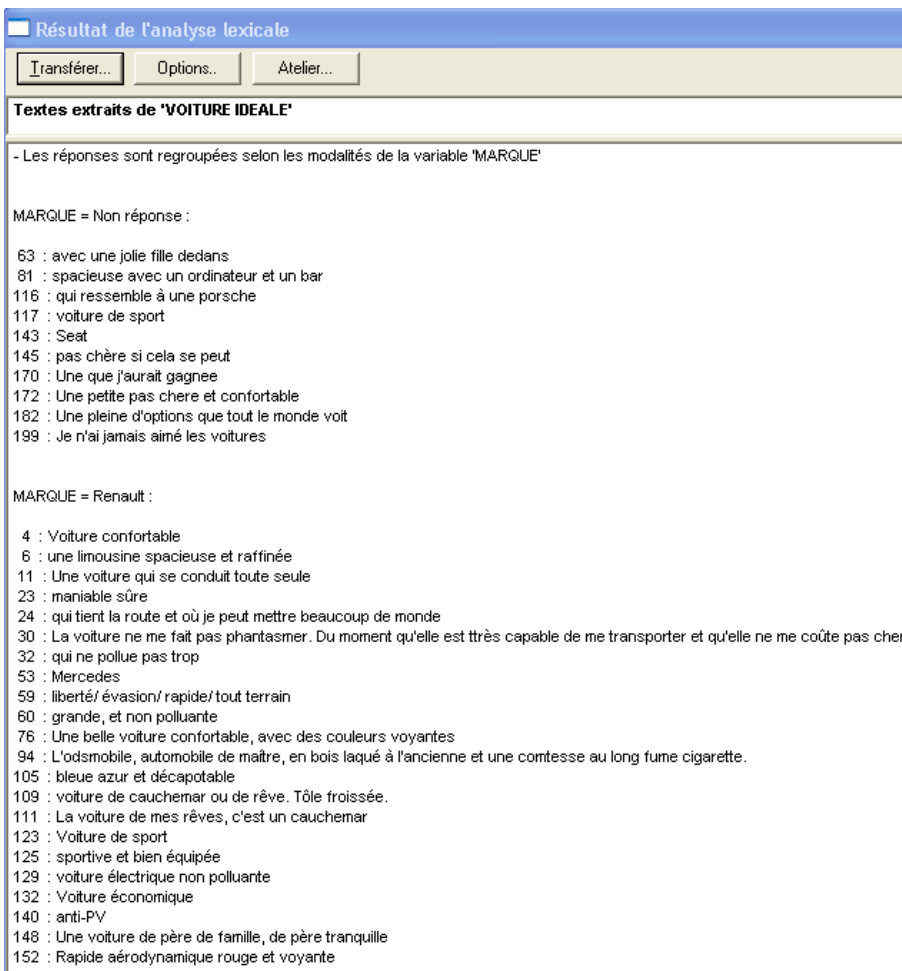 Résultat de l'analyse lexicale
Transférer... Options.. Atelier...
Textes extraits de 'VOITURE IDEALE'
- Les réponses sont regroupées selon les modalités de la variable 'MARQUE'
MARQUE = Non réponse :
63 : avec une jolie fille dedans
81 : spacieuse avec un ordinateur et un bar
116 : qui ressemble à une porsche
117 : voiture de sport
143 : Seat
145 : pas chère si cela se peut
170 : Une que j'aurait gagnee
172 : Une petite pas chere et confortable
182 : Une pleine d'options que tout le monde voit
199 : Je n'ai jamais aimé les voitures
MARQUE = Renault :
4 : Voiture confortable
6 : une limousine spacieuse et raffinée
11 : Une voiture qui se conduit toute seule
23 : maniable sûre
24 : qui tient la route et où je peut mettre beaucoup de monde
30 : La voiture ne me fait pas phantasmer. Du moment qu'elle est ttrès capable de me transporter et qu'elle ne me coûte pas cher
32 : qui ne pollue pas trop
53 : Mercedes
59 : liberté/ évasion/ rapide/ tout terrain
60 : grande, et non polluante
76 : Une belle voiture confortable, avec des couleurs voyantes
94 : L'odsmobile, automobile de maître, en bois laqué à l'ancienne et une comtesse au long fume cigarette.
105 : bleue azur et décapotable
109 : voiture de cauchemar ou de rêve. Tôle froissée.
111 : La voiture de mes rêves, c'est un cauchemar
123 : Voiture de sport
125 : sportive et bien équipée
129 : voiture électrique non polluante
132 : Voiture économique
140 : anti-PV
148 : Une voiture de père de famille, de père tranquille
152 : Rapide aérodynamique rouge et voyante